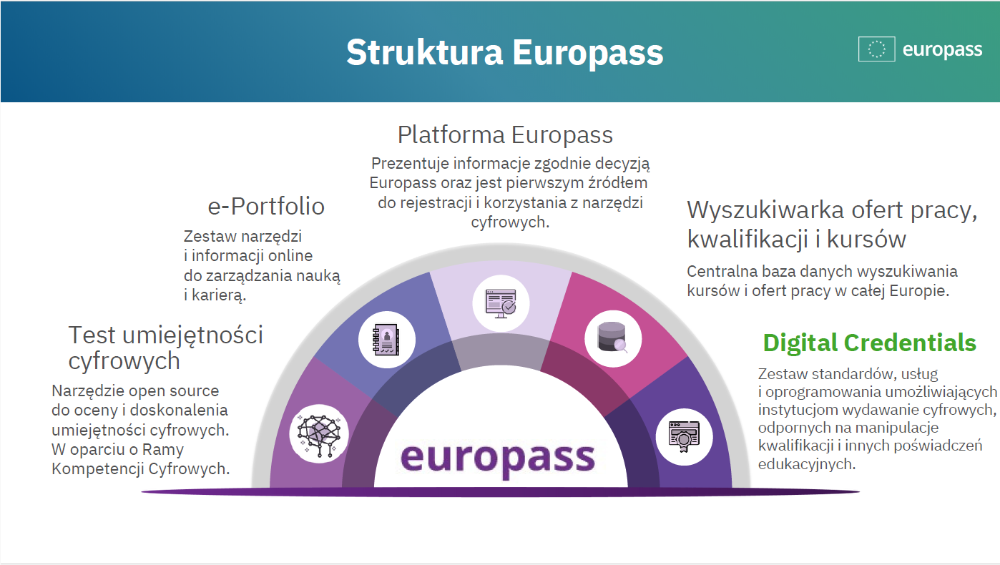 Struktura Europass
europass
Platforma Europass
Prezentuje informacje zgodnie decyzją
Europass oraz jest pierwszym źródłem
do rejestracji i korzystania z narzędzi
cyfrowych.
e-Portfolio
Zestaw narzędzi
i informacji online
do zarządzania nauką
i karierą.
Wyszukiwarka ofert pracy,
kwalifikacji i kursów
Centralna baza danych wyszukiwania
kursów i ofert pracy w całej Europie.
Test umiejętności
cyfrowych
Narzędzie open source
do oceny i doskonalenia
umiejętności cyfrowych.
W oparciu o Ramy
Kompetencji Cyfrowych.
Digital Credentials
Zestaw standardów, usług
i oprogramowania umożliwiających
instytucjom wydawanie cyfrowych,
odpornych na manipulacje
kwalifikacji i innych poświadczeń
edukacyjnych.
europass